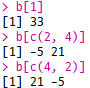 > b[1]
[1] 33
> b[c(2, 4)]
[1] -5 21
> b[c(4, 2)]
[1] 21 -5